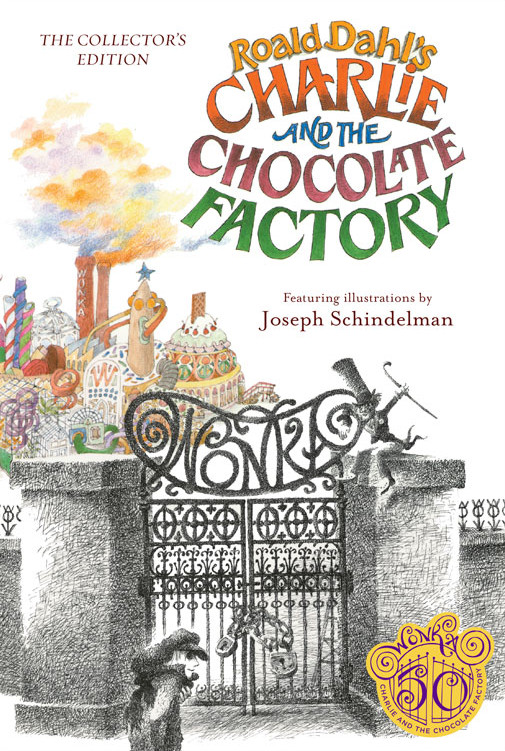 THE COLLECTOR'S
EDITION
Roald Dahl's
CHARLIE
AND THE
CHOCOLATE
FACTORY
Featuring illustrations by
Joseph Schindelman
WONKA
W
WONKA
WONKA
50
CHARLIE AND THE CHOCOLATE FACTORY